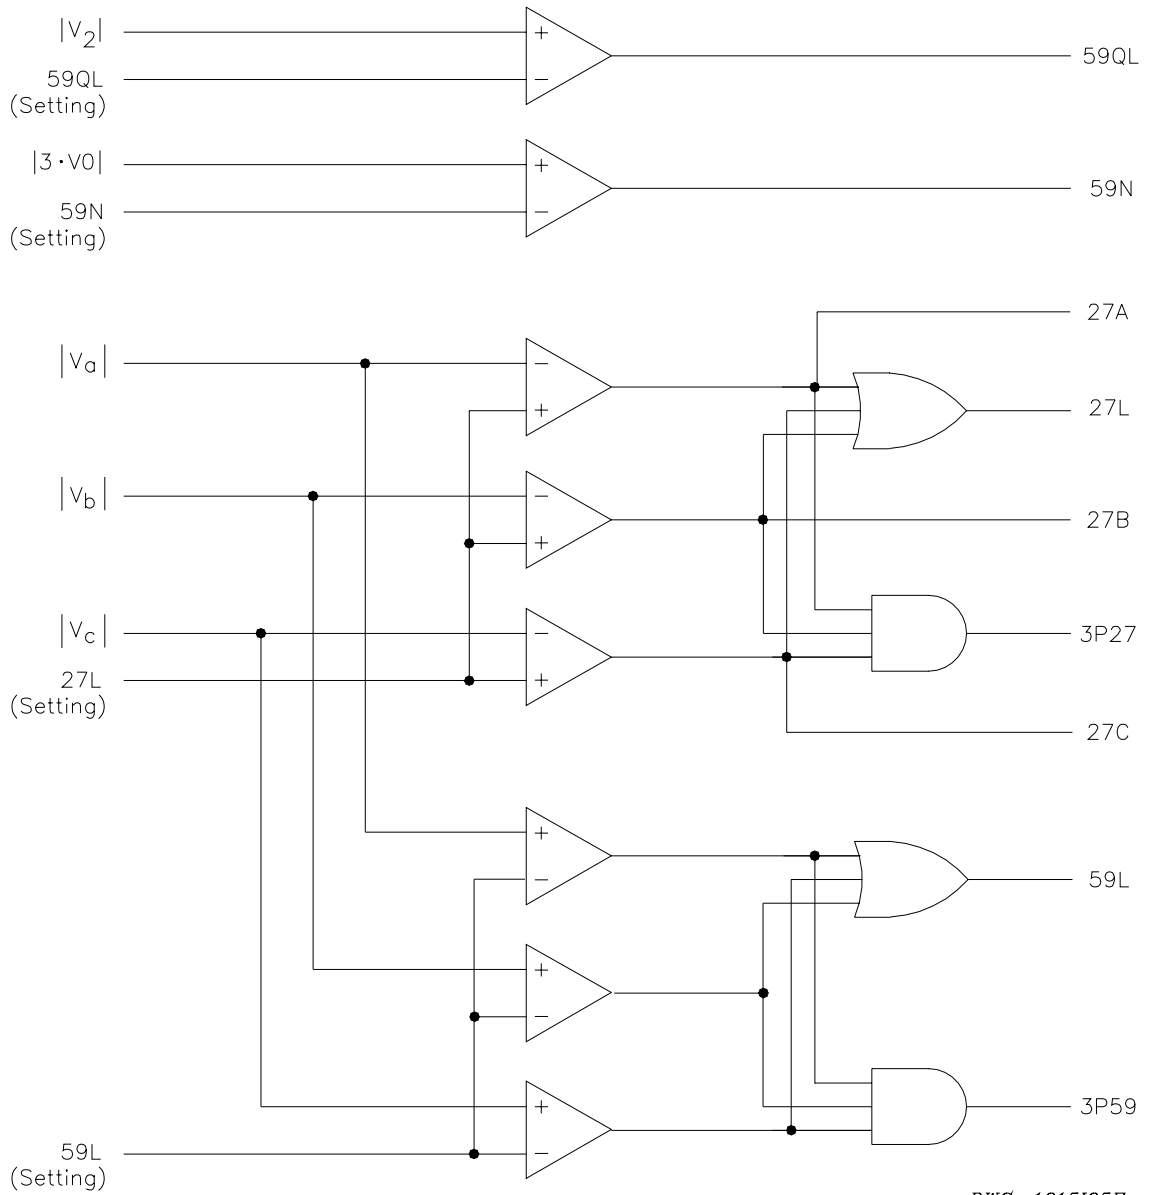 |V2|
59QL
(Setting)
+
−
59QL
|3·V0|
59N
(Setting)
+
−
59N
27A
|Va|
−
+
27L
|Vb|
−
+
27B
|Vc|
27L
(Setting)
−
+
3P27
27C
+
−
59L
+
−
59L
(Setting)
+
−
3P59